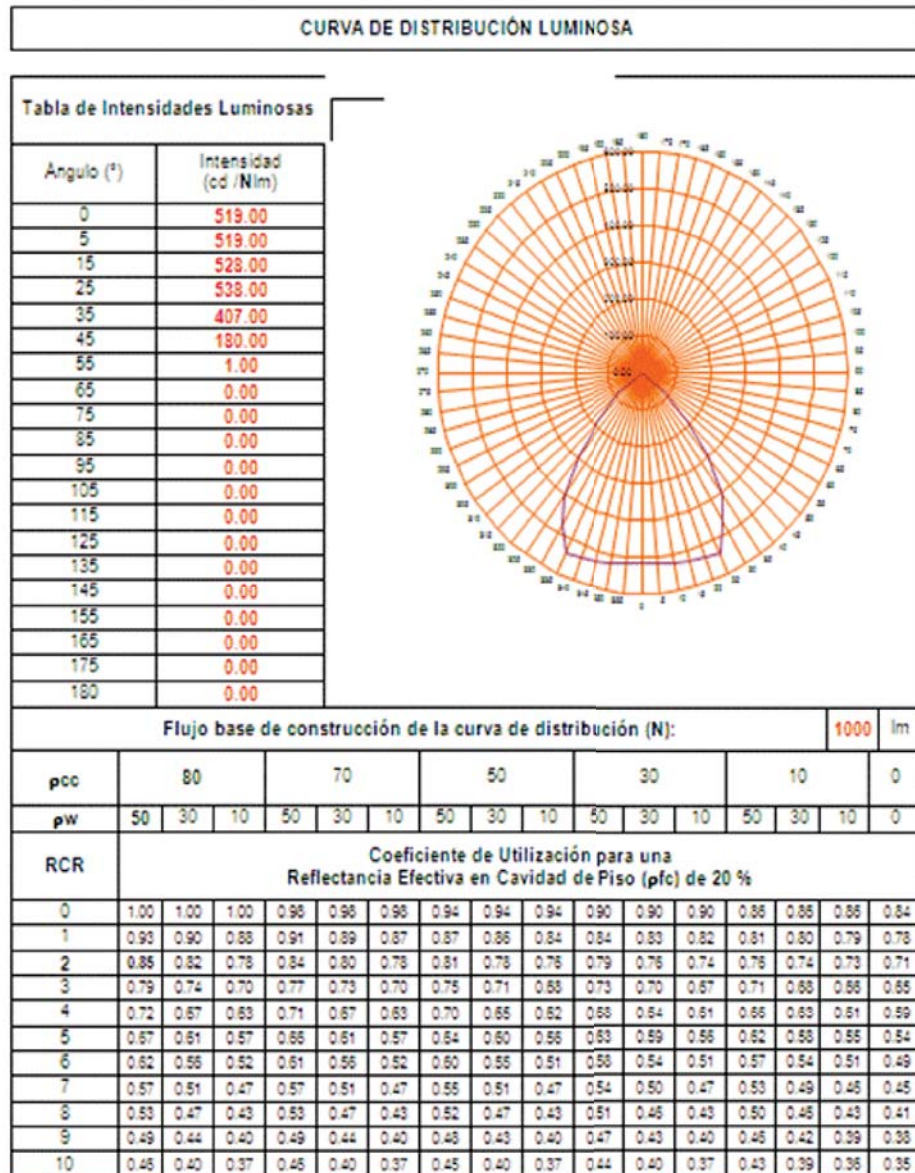 CURVA DE DISTRIBUCIÓN LUMINOSA
Tabla de Intensidades Luminosas
Angulo (°) Intensidad
(cd /Nlm)
0 519.00
5 519.00
15 528.00
25 538.00
35 407.00
45 180.00
55 1.00
65 0.00
75 0.00
85 0.00
95 0.00
105 0.00
115 0.00
125 0.00
135 0.00
145 0.00
155 0.00
165 0.00
175 0.00
180 0.00
Flujo base de construcción de la curva de distribución (N): 1000 lm
ρcc 80 70 50 30 10 0
ρw 50 30 10 50 30 10 50 30 10 50 30 10 50 30 10 0
RCR Coeficiente de Utilización para una
Reflectancia Efectiva en Cavidad de Piso (ρfc) de 20 %
0 1.00 1.00 1.00 0.98 0.98 0.98 0.94 0.94 0.94 0.90 0.90 0.90 0.86 0.86 0.86 0.84
1 0.93 0.90 0.88 0.91 0.89 0.87 0.87 0.86 0.84 0.84 0.83 0.82 0.81 0.80 0.79 0.78
2 0.85 0.82 0.78 0.84 0.80 0.78 0.81 0.78 0.76 0.79 0.76 0.74 0.76 0.74 0.73 0.71
3 0.79 0.74 0.70 0.77 0.73 0.70 0.75 0.71 0.68 0.73 0.70 0.67 0.71 0.68 0.66 0.65
4 0.72 0.67 0.63 0.71 0.67 0.63 0.70 0.65 0.62 0.68 0.64 0.61 0.66 0.63 0.61 0.59
5 0.67 0.61 0.57 0.66 0.61 0.57 0.64 0.60 0.56 0.63 0.59 0.56 0.62 0.58 0.55 0.54
6 0.62 0.56 0.52 0.61 0.56 0.52 0.60 0.55 0.51 0.58 0.54 0.51 0.57 0.54 0.51 0.49
7 0.57 0.51 0.47 0.57 0.51 0.47 0.55 0.51 0.47 0.54 0.50 0.47 0.53 0.49 0.46 0.45
8 0.53 0.47 0.43 0.53 0.47 0.43 0.52 0.47 0.43 0.51 0.46 0.43 0.50 0.46 0.43 0.41
9 0.49 0.44 0.40 0.49 0.44 0.40 0.48 0.43 0.40 0.47 0.43 0.40 0.46 0.42 0.39 0.38
10 0.46 0.40 0.37 0.46 0.40 0.37 0.45 0.40 0.37 0.44 0.40 0.37 0.43 0.39 0.36 0.35